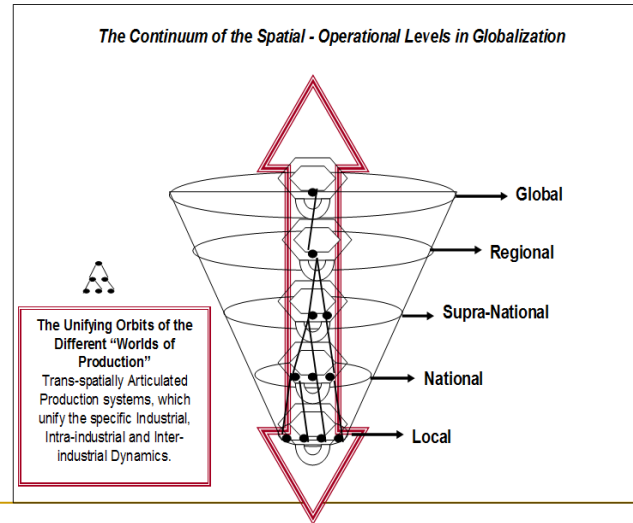 The Continuum of the Spatial - Operational Levels in Globalization
Global
Regional
Supra-National
National
Local
The Unifying Orbits of the
Different “Worlds of
Production”
Trans-spatially Articulated
Production systems, which
unify the specific Industrial,
Intra-industrial and Inter-
industrial Dynamics.